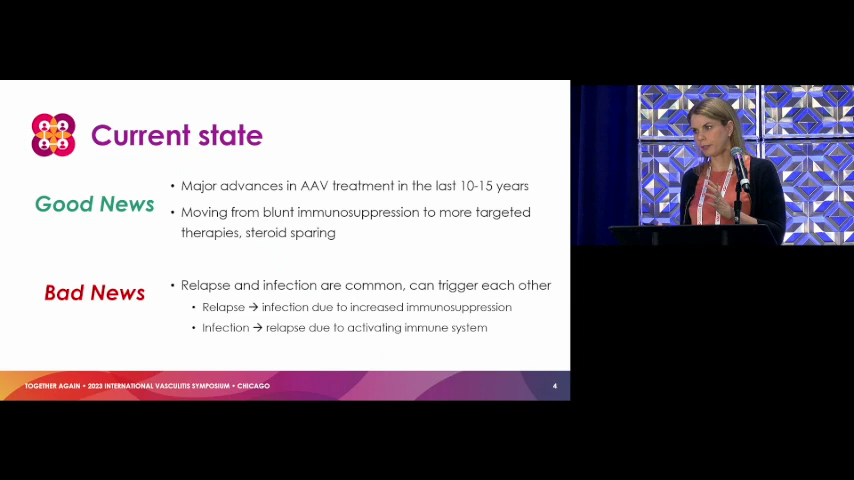 Current state
Good News
• Major advances in AAV treatment in the last 10-15 years
• Moving from blunt immunosuppression to more targeted
therapies, steroid sparing
Bad News
• Relapse and infection are common, can trigger each other
• Relapse → infection due to increased immunosuppression
• Infection → relapse due to activating immune system
TOGETHER AGAIN • 2023 INTERNATIONAL VASCULITIS SYMPOSIUM • CHICAGO
4